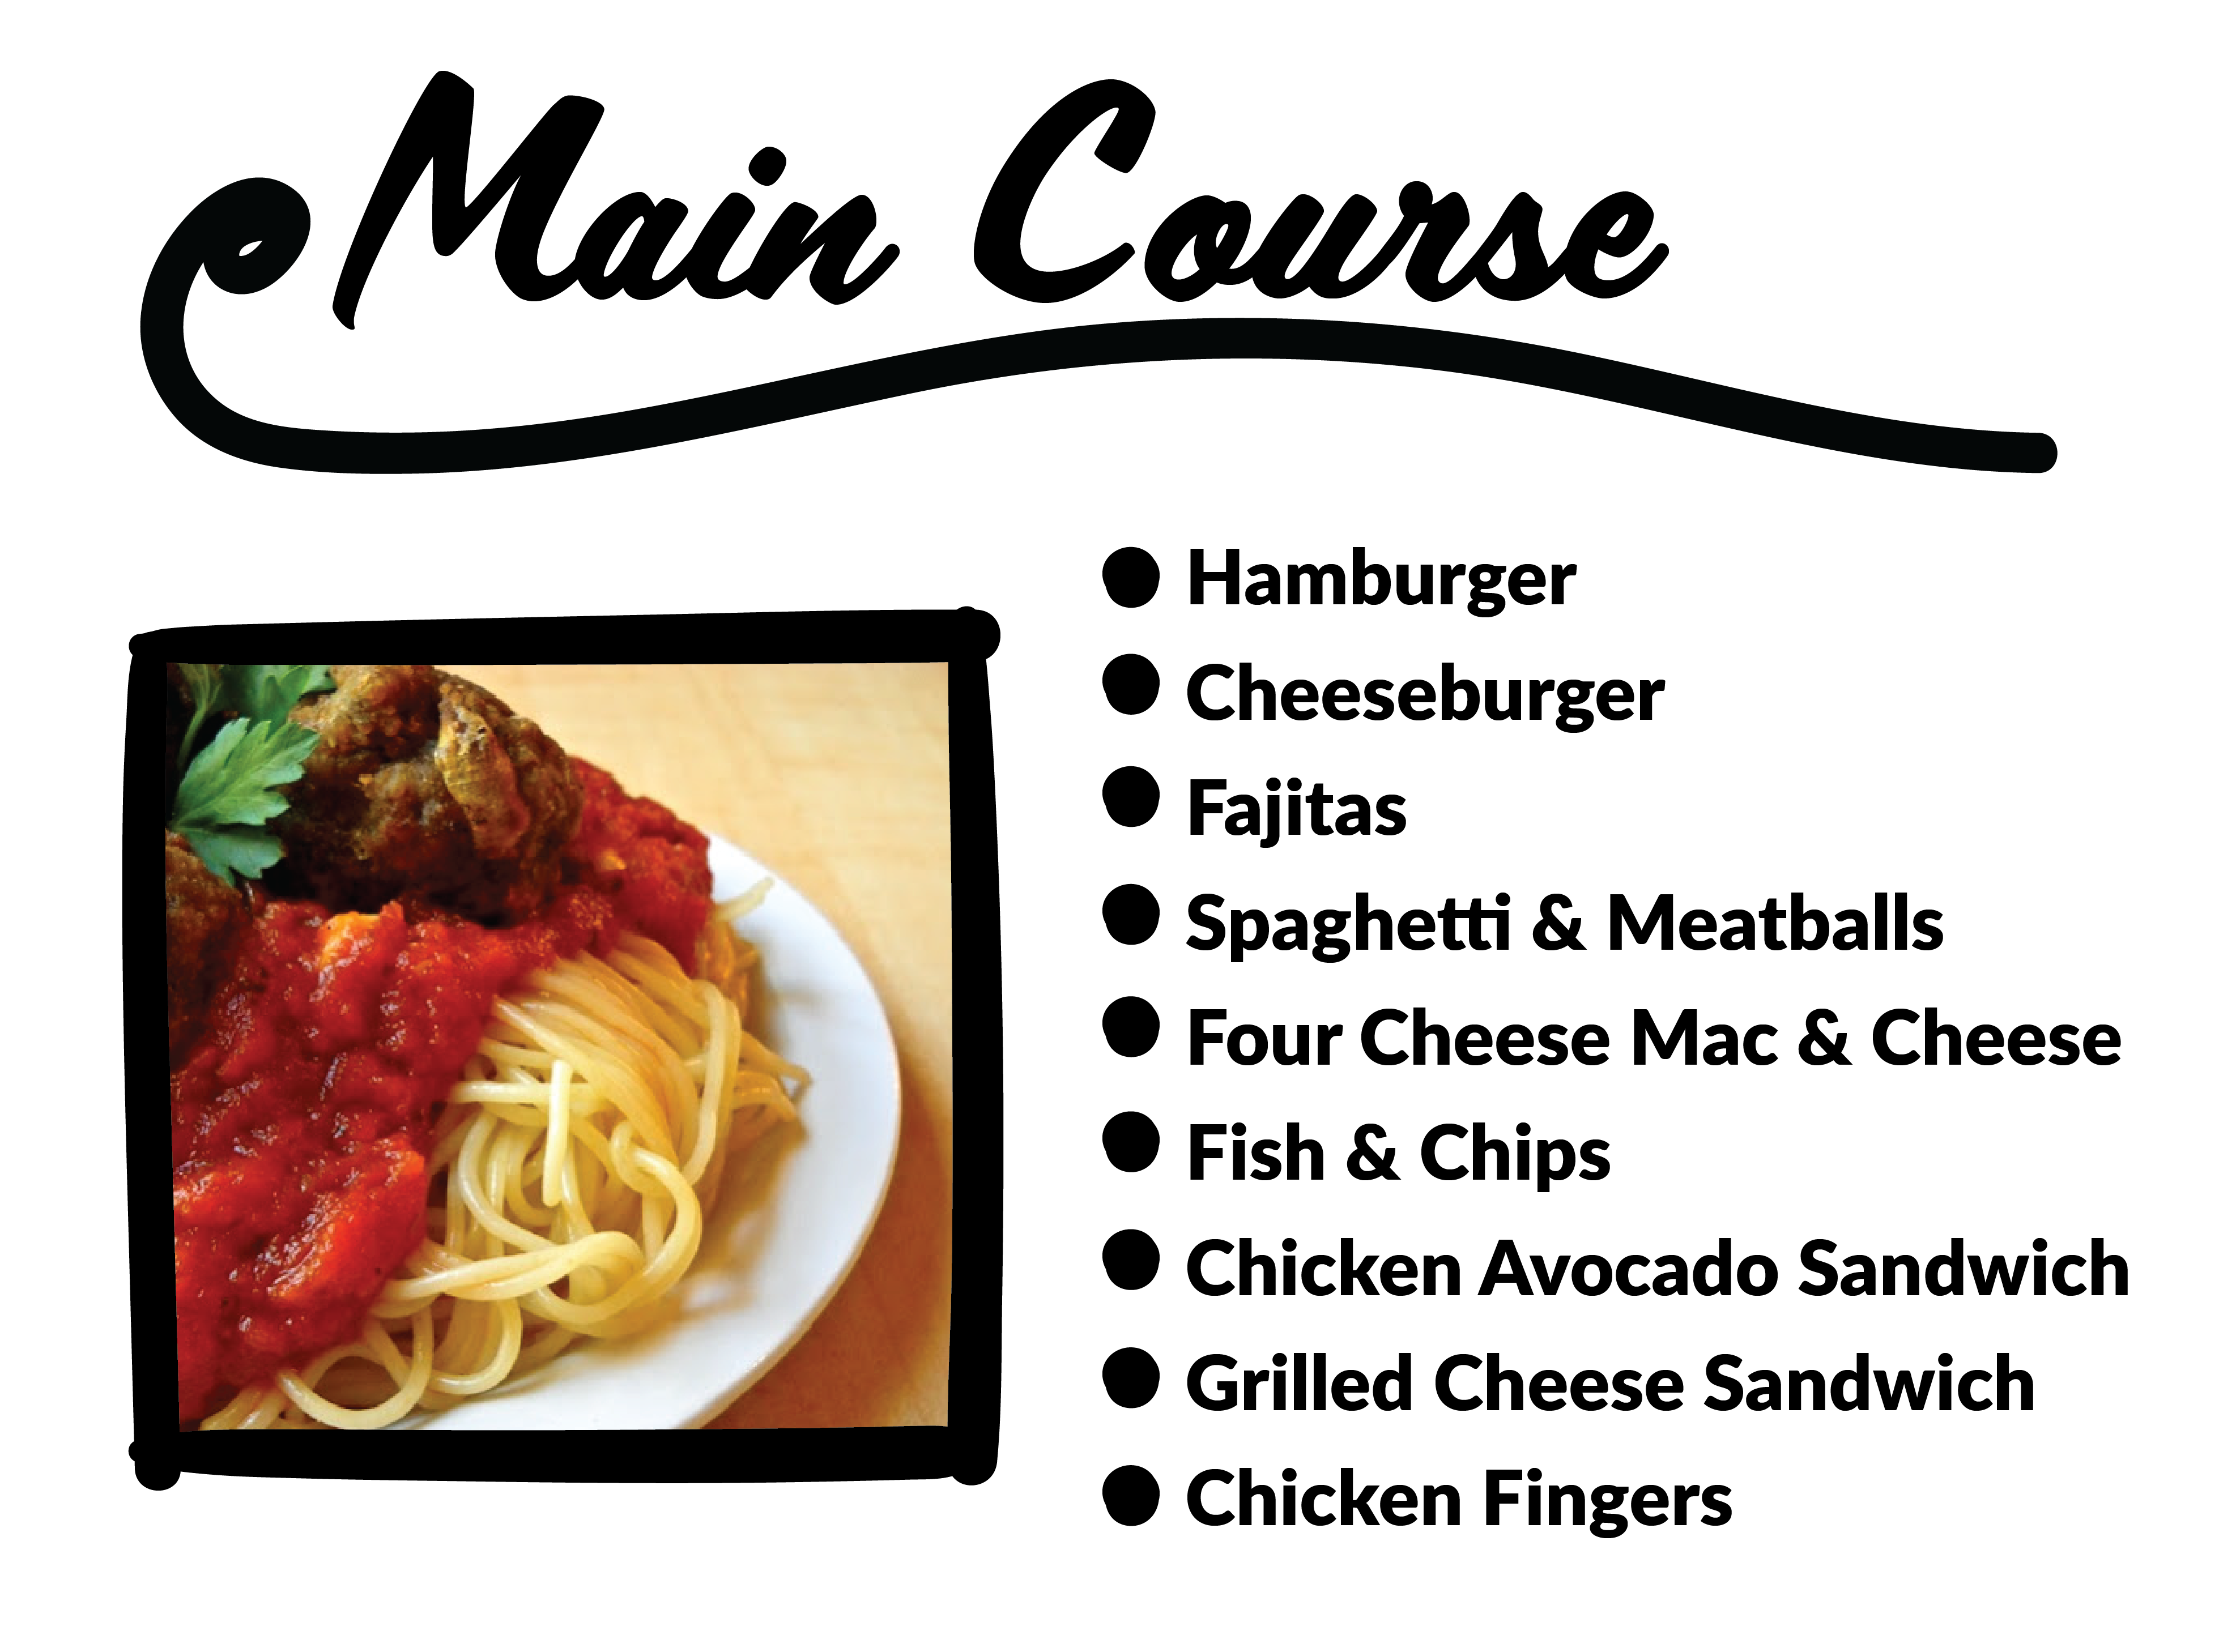 Main Course
Hamburger
Cheeseburger
Fajitas
Spaghetti & Meatballs
Four Cheese Mac & Cheese
Fish & Chips
Chicken Avocado Sandwich
Grilled Cheese Sandwich
Chicken Fingers